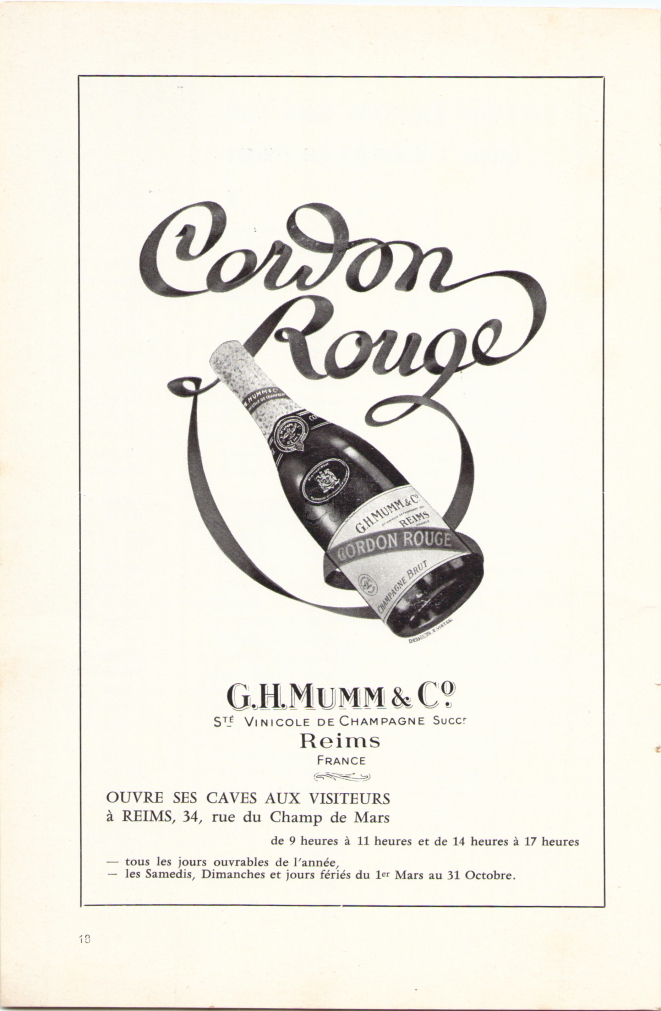 Cordon
Rouge
G.H. MUMM & Cº
REIMS
CORDON ROUGE
CHAMPAGNE BRUT
G.H. MUMM & Cº
STÉ VINICOLE DE CHAMPAGNE SUCCr
Reims
FRANCE
OUVRE SES CAVES AUX VISITEURS
à REIMS, 34, rue du Champ de Mars
de 9 heures à 11 heures et de 14 heures à 17 heures
— tous les jours ouvrables de l'année,
— les Samedis, Dimanches et jours fériés du 1er Mars au 31 Octobre.
18